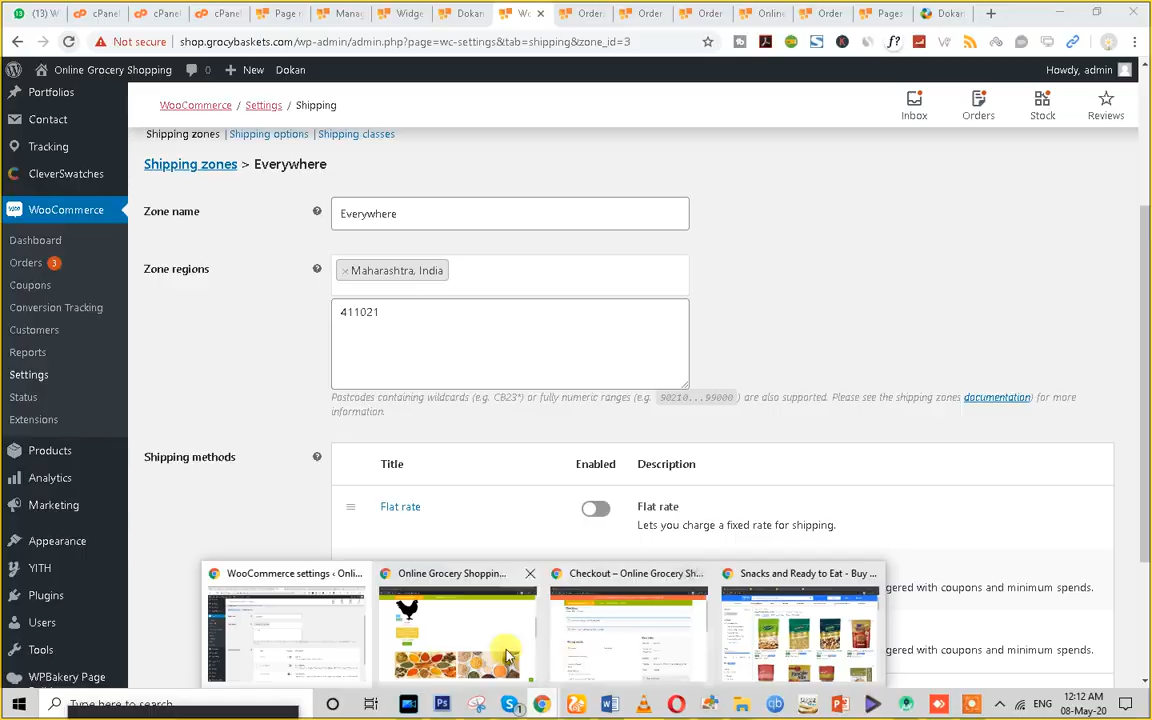 (13) W
cPanel
cPanel
cPanel
Page r
Manag
Widge
Dokan
Wo
Order
Order
Order
Online
Order
Pages
Dokan
Not secure
shop.grocybaskets.com/wp-admin/admin.php?page=wc-settings&tab=shipping&zone_id=3
Online Grocery Shopping
0
New
Dokan
Howdy, admin
Portfolios
Contact
Tracking
CleverSwatches
WooCommerce
Dashboard
Orders 3
Coupons
Conversion Tracking
Customers
Reports
Settings
Status
Extensions
Products
Analytics
Marketing
Appearance
YITH
Plugins
Users
Tools
WPBakery Page
WooCommerce / Settings / Shipping
Inbox
Orders
Stock
Reviews
Shipping zones | Shipping options | Shipping classes
Shipping zones > Everywhere
Zone name
Everywhere
Zone regions
× Maharashtra, India
411021
Postcodes containing wildcards (e.g. CB23*) or fully numeric ranges (e.g. 90210...99000) are also supported. Please see the shipping zones documentation) for more
information.
Shipping methods
Title
Enabled
Description
Flat rate
Flat rate
Lets you charge a fixed rate for shipping.
gered with coupons and minimum spends.
gered with coupons and minimum spends.
WooCommerce settings ‹ Onli...
Online Grocery Shoppin...
Checkout – Online Grocery Sh...
Snacks and Ready to Eat - Buy ...
Type here to search
ENG
12:12 AM
08-May-20